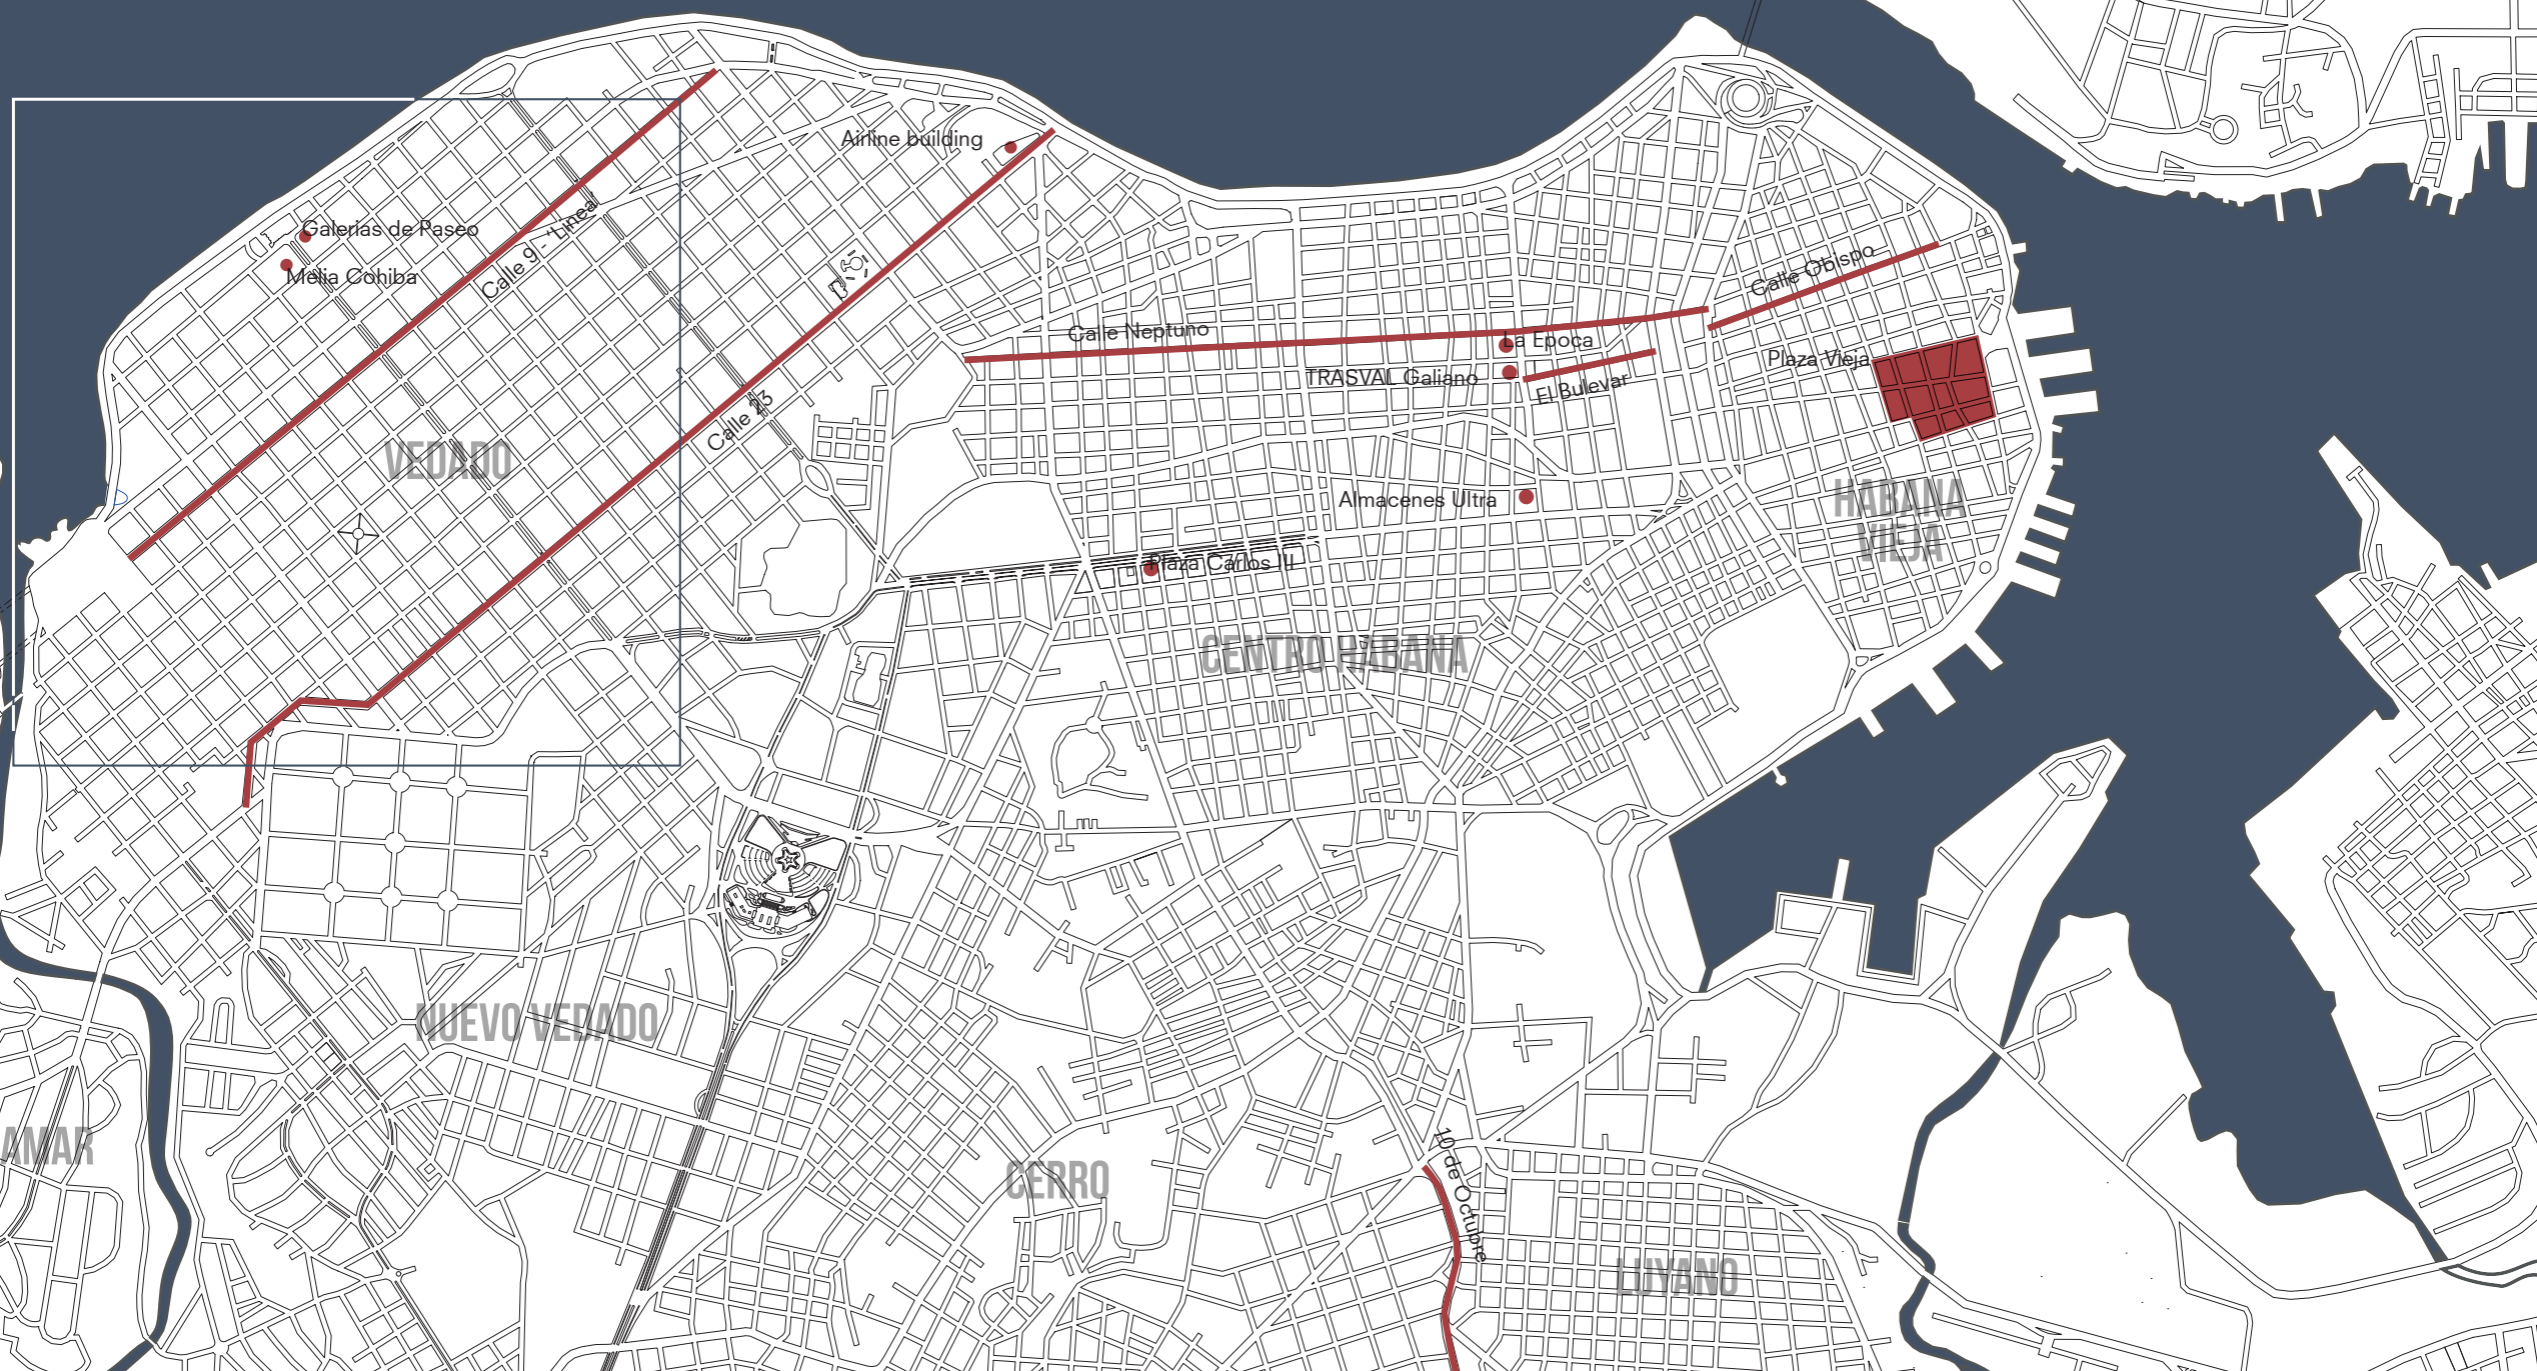 Airline building
Galerias de Paseo
Melia Cohiba
Calle 9 - 'Linea'
Calle Obispo
Calle Neptuno
La Epoca
Plaza Vieja
TRASVAL Galiano
El Bulevar
Calle 23
VEDADO
Almacenes Ultra
HABANA
VIEJA
Plaza Carlos III
CENTRO HABANA
NUEVO VEDADO
AMAR
CERRO
10 de Octubre
LUYANO